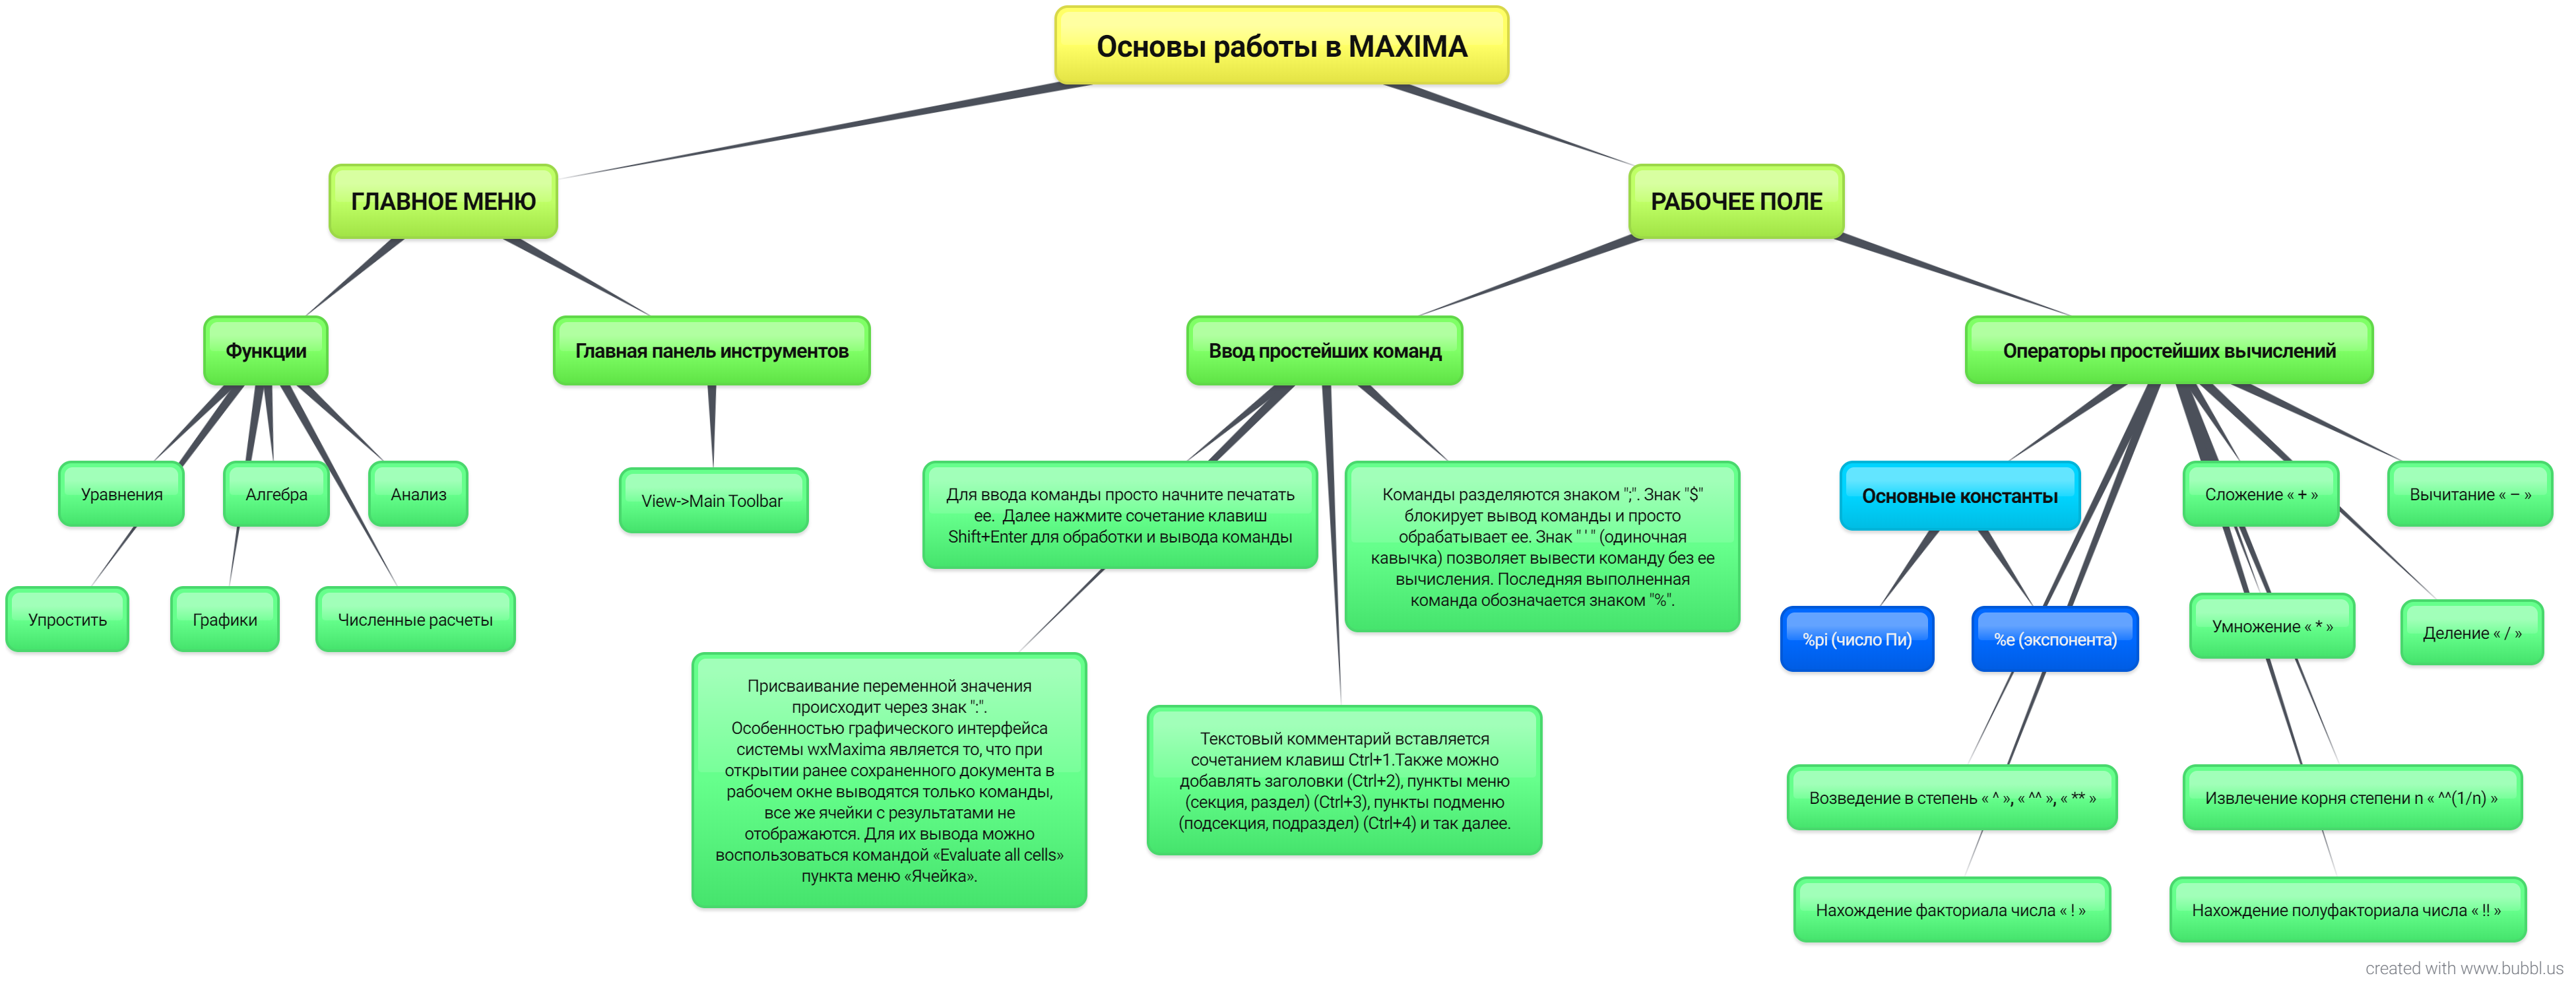 Основы работы в MAXIMA
ГЛАВНОЕ МЕНЮ
РАБОЧЕЕ ПОЛЕ
Функции
Главная панель инструментов
Ввод простейших команд
Операторы простейших вычислений
Уравнения
Алгебра
Анализ
Упростить
Графики
Численные расчеты
View->Main Toolbar
Для ввода команды просто начните печатать
ее. Далее нажмите сочетание клавиш
Shift+Enter для обработки и вывода команды
Команды разделяются знаком ";". Знак "$"
блокирует вывод команды и просто
обрабатывает ее. Знак " ' " (одиночная
кавычка) позволяет вывести команду без ее
вычисления. Последняя выполненная
команда обозначается знаком "%".
Присваивание переменной значения
происходит через знак ":".
Особенностью графического интерфейса
системы wxMaxima является то, что при
открытии ранее сохраненного документа в
рабочем окне выводятся только команды,
все же ячейки с результатами не
отображаются. Для их вывода можно
воспользоваться командой «Evaluate all cells»
пункта меню «Ячейка».
Текстовый комментарий вставляется
сочетанием клавиш Ctrl+1.Также можно
добавлять заголовки (Ctrl+2), пункты меню
(секция, раздел) (Ctrl+3), пункты подменю
(подсекция, подраздел) (Ctrl+4) и так далее.
Основные константы
Сложение « + »
Вычитание « – »
%pi (число Пи)
%e (экспонента)
Умножение « * »
Деление « / »
Возведение в степень « ^ », « ^^ », « ** »
Извлечение корня степени n « ^^(1/n) »
Нахождение факториала числа « ! »
Нахождение полуфакториала числа « !! »
created with www.bubbl.us